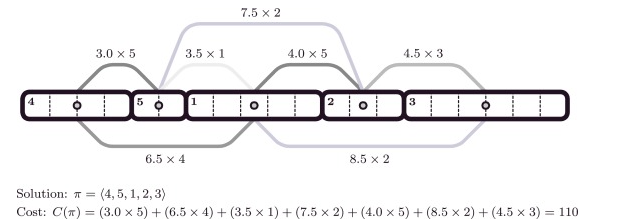 7.5 × 2
3.0 × 5
3.5 × 1
4.0 × 5
4.5 × 3
4
5
1
2
3
6.5 × 4
8.5 × 2
Solution: π = ⟨4, 5, 1, 2, 3⟩
Cost: C(π) = (3.0 × 5) + (6.5 × 4) + (3.5 × 1) + (7.5 × 2) + (4.0 × 5) + (8.5 × 2) + (4.5 × 3) = 110